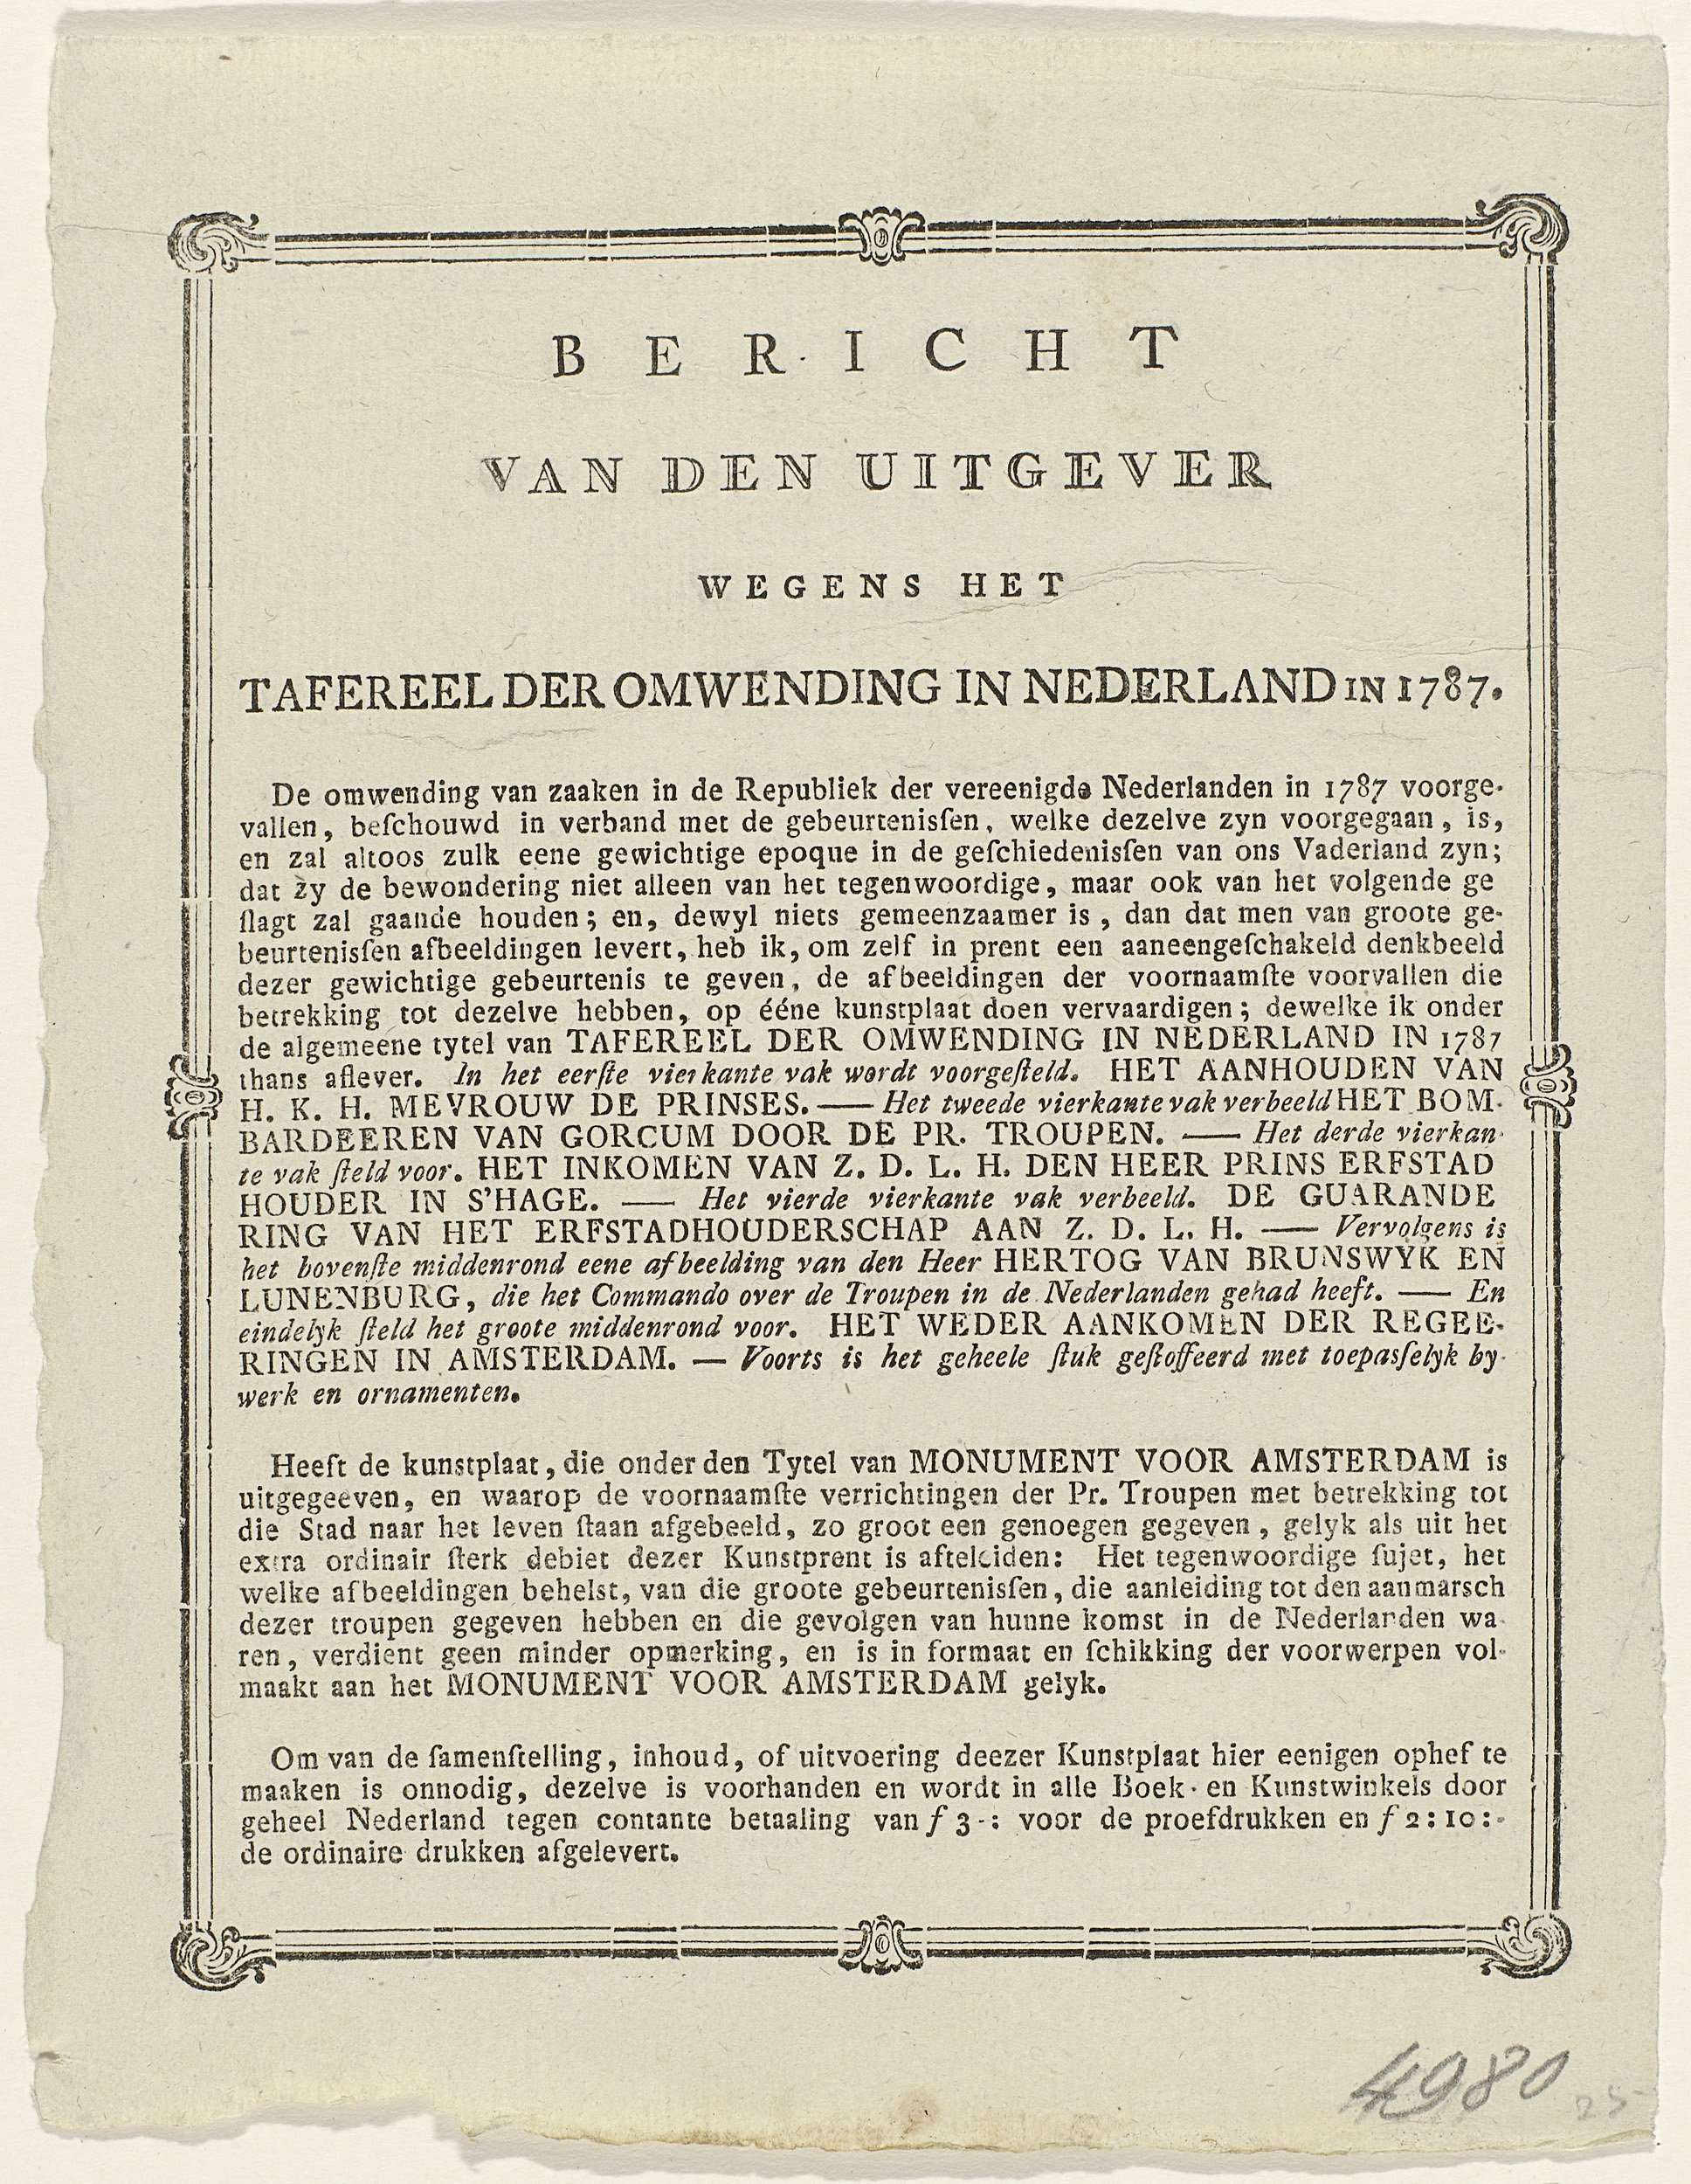 BERICHT
VAN DEN UITGEVER
WEGENS HET
TAFEREEL DER OMWENDING IN NEDERLAND IN 1787.
De omwending van zaaken in de Republiek der vereenigde Nederlanden in 1787 voorge-
vallen, beſchouwd in verband met de gebeurtenisſen, welke dezelve zyn voorgegaan, is,
en zal altoos zulk eene gewichtige epoque in de geſchiedenisſen van ons Vaderland zyn;
dat zy de bewondering niet alleen van het tegenwoordige, maar ook van het volgende ge
ſlagt zal gaande houden; en, dewyl niets gemeenzaamer is, dan dat men van groote ge-
beurtenisſen afbeeldingen levert, heb ik, om zelf in prent een aaneengeſchakeld denkbeeld
dezer gewichtige gebeurtenis te geven, de afbeeldingen der voornaamſte voorvallen die
betrekking tot dezelve hebben, op ééne kunstplaat doen vervaardigen; dewelke ik onder
de algemeene tytel van TAFEREEL DER OMWENDING IN NEDERLAND IN 1787
thans aflever. In het eerſte vierkante vak wordt voorgeſteld. HET AANHOUDEN VAN
H. K. H. MEVROUW DE PRINSES. — Het tweede vierkante vak verbeeld HET BOM-
BARDEEREN VAN GORCUM DOOR DE PR. TROUPEN. — Het derde vierkan-
te vak ſteld voor. HET INKOMEN VAN Z. D. L. H. DEN HEER PRINS ERFSTAD
HOUDER IN S'HAGE. — Het vierde vierkante vak verbeeld. DE GUARANDE
RING VAN HET ERFSTADHOUDERSCHAP AAN Z. D. L. H. — Vervolgens is
het bovenſte middenrond eene afbeelding van den Heer HERTOG VAN BRUNSWYK EN
LUNENBURG, die het Commando over de Troupen in de Nederlanden gehad heeft. — En
eindelyk ſteld het groote middenrond voor. HET WEDER AANKOMEN DER REGEE-
RINGEN IN AMSTERDAM. — Voorts is het geheele ſtuk geſtoffeerd met toepasſelyk by-
werk en ornamenten.
Heeft de kunstplaat, die onder den Tytel van MONUMENT VOOR AMSTERDAM is
uitgegeeven, en waarop de voornaamſte verrichtingen der Pr. Troupen met betrekking tot
die Stad naar het leven ſtaan afgebeeld, zo groot een genoegen gegeven, gelyk als uit het
extra ordinair ſterk debiet dezer Kunstprent is afteleiden: Het tegenwoordige ſujet, het
welke afbeeldingen behelst, van die groote gebeurtenisſen, die aanleiding tot den aanmarsch
dezer troupen gegeven hebben en die gevolgen van hunne komst in de Nederlanden wa-
ren, verdient geen minder opmerking, en is in formaat en ſchikking der voorwerpen vol-
maakt aan het MONUMENT VOOR AMSTERDAM gelyk.
Om van de ſamenſtelling, inhoud, of uitvoering deezer Kunstplaat hier eenigen ophef te
maaken is onnodig, dezelve is voorhanden en wordt in alle Boek- en Kunstwinkels door
geheel Nederland tegen contante betaaling van f 3-: voor de proefdrukken en f 2:10:-
de ordinaire drukken afgelevert.
4980
25